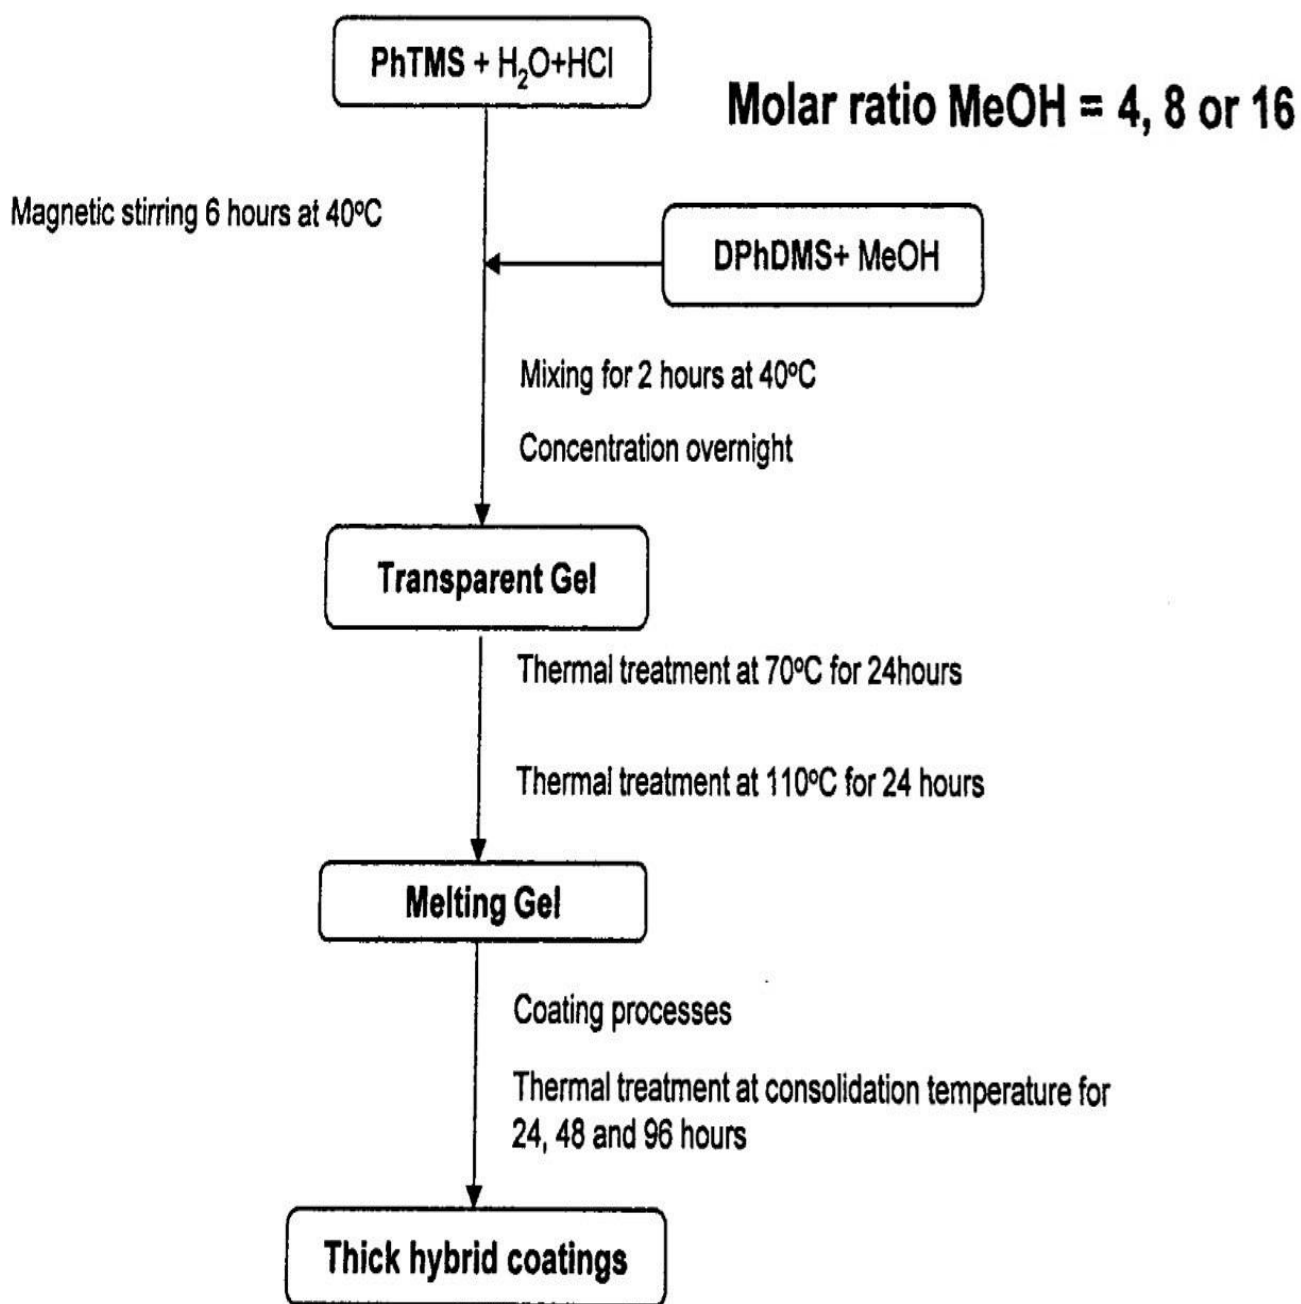 PhTMS + H₂O+HCl
Molar ratio MeOH = 4, 8 or 16
Magnetic stirring 6 hours at 40ºC
DPhDMS+ MeOH
Mixing for 2 hours at 40ºC
Concentration overnight
Transparent Gel
Thermal treatment at 70ºC for 24hours
Thermal treatment at 110ºC for 24 hours
Melting Gel
Coating processes
Thermal treatment at consolidation temperature for
24, 48 and 96 hours
Thick hybrid coatings